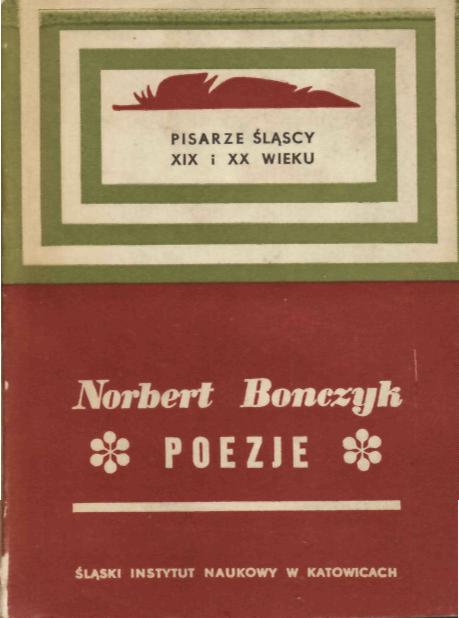 PISARZE ŚLĄSCY
XIX i XX WIEKU
Norbert Bonczyk
POEZJE
ŚLĄSKI INSTYTUT NAUKOWY W KATOWICACH